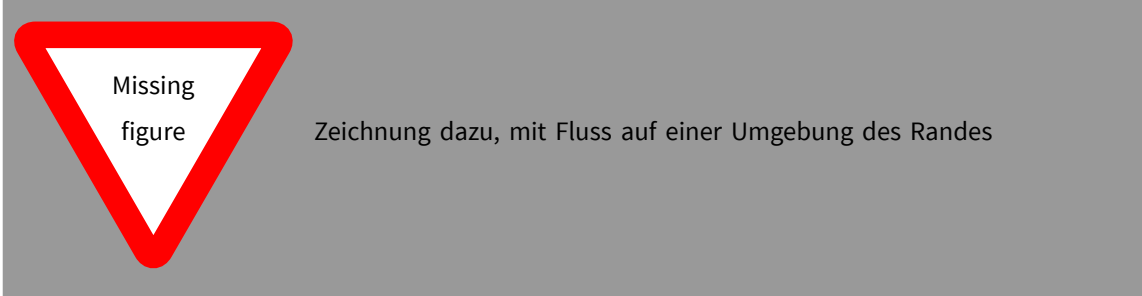 Missing
figure
Zeichnung dazu, mit Fluss auf einer Umgebung des Randes